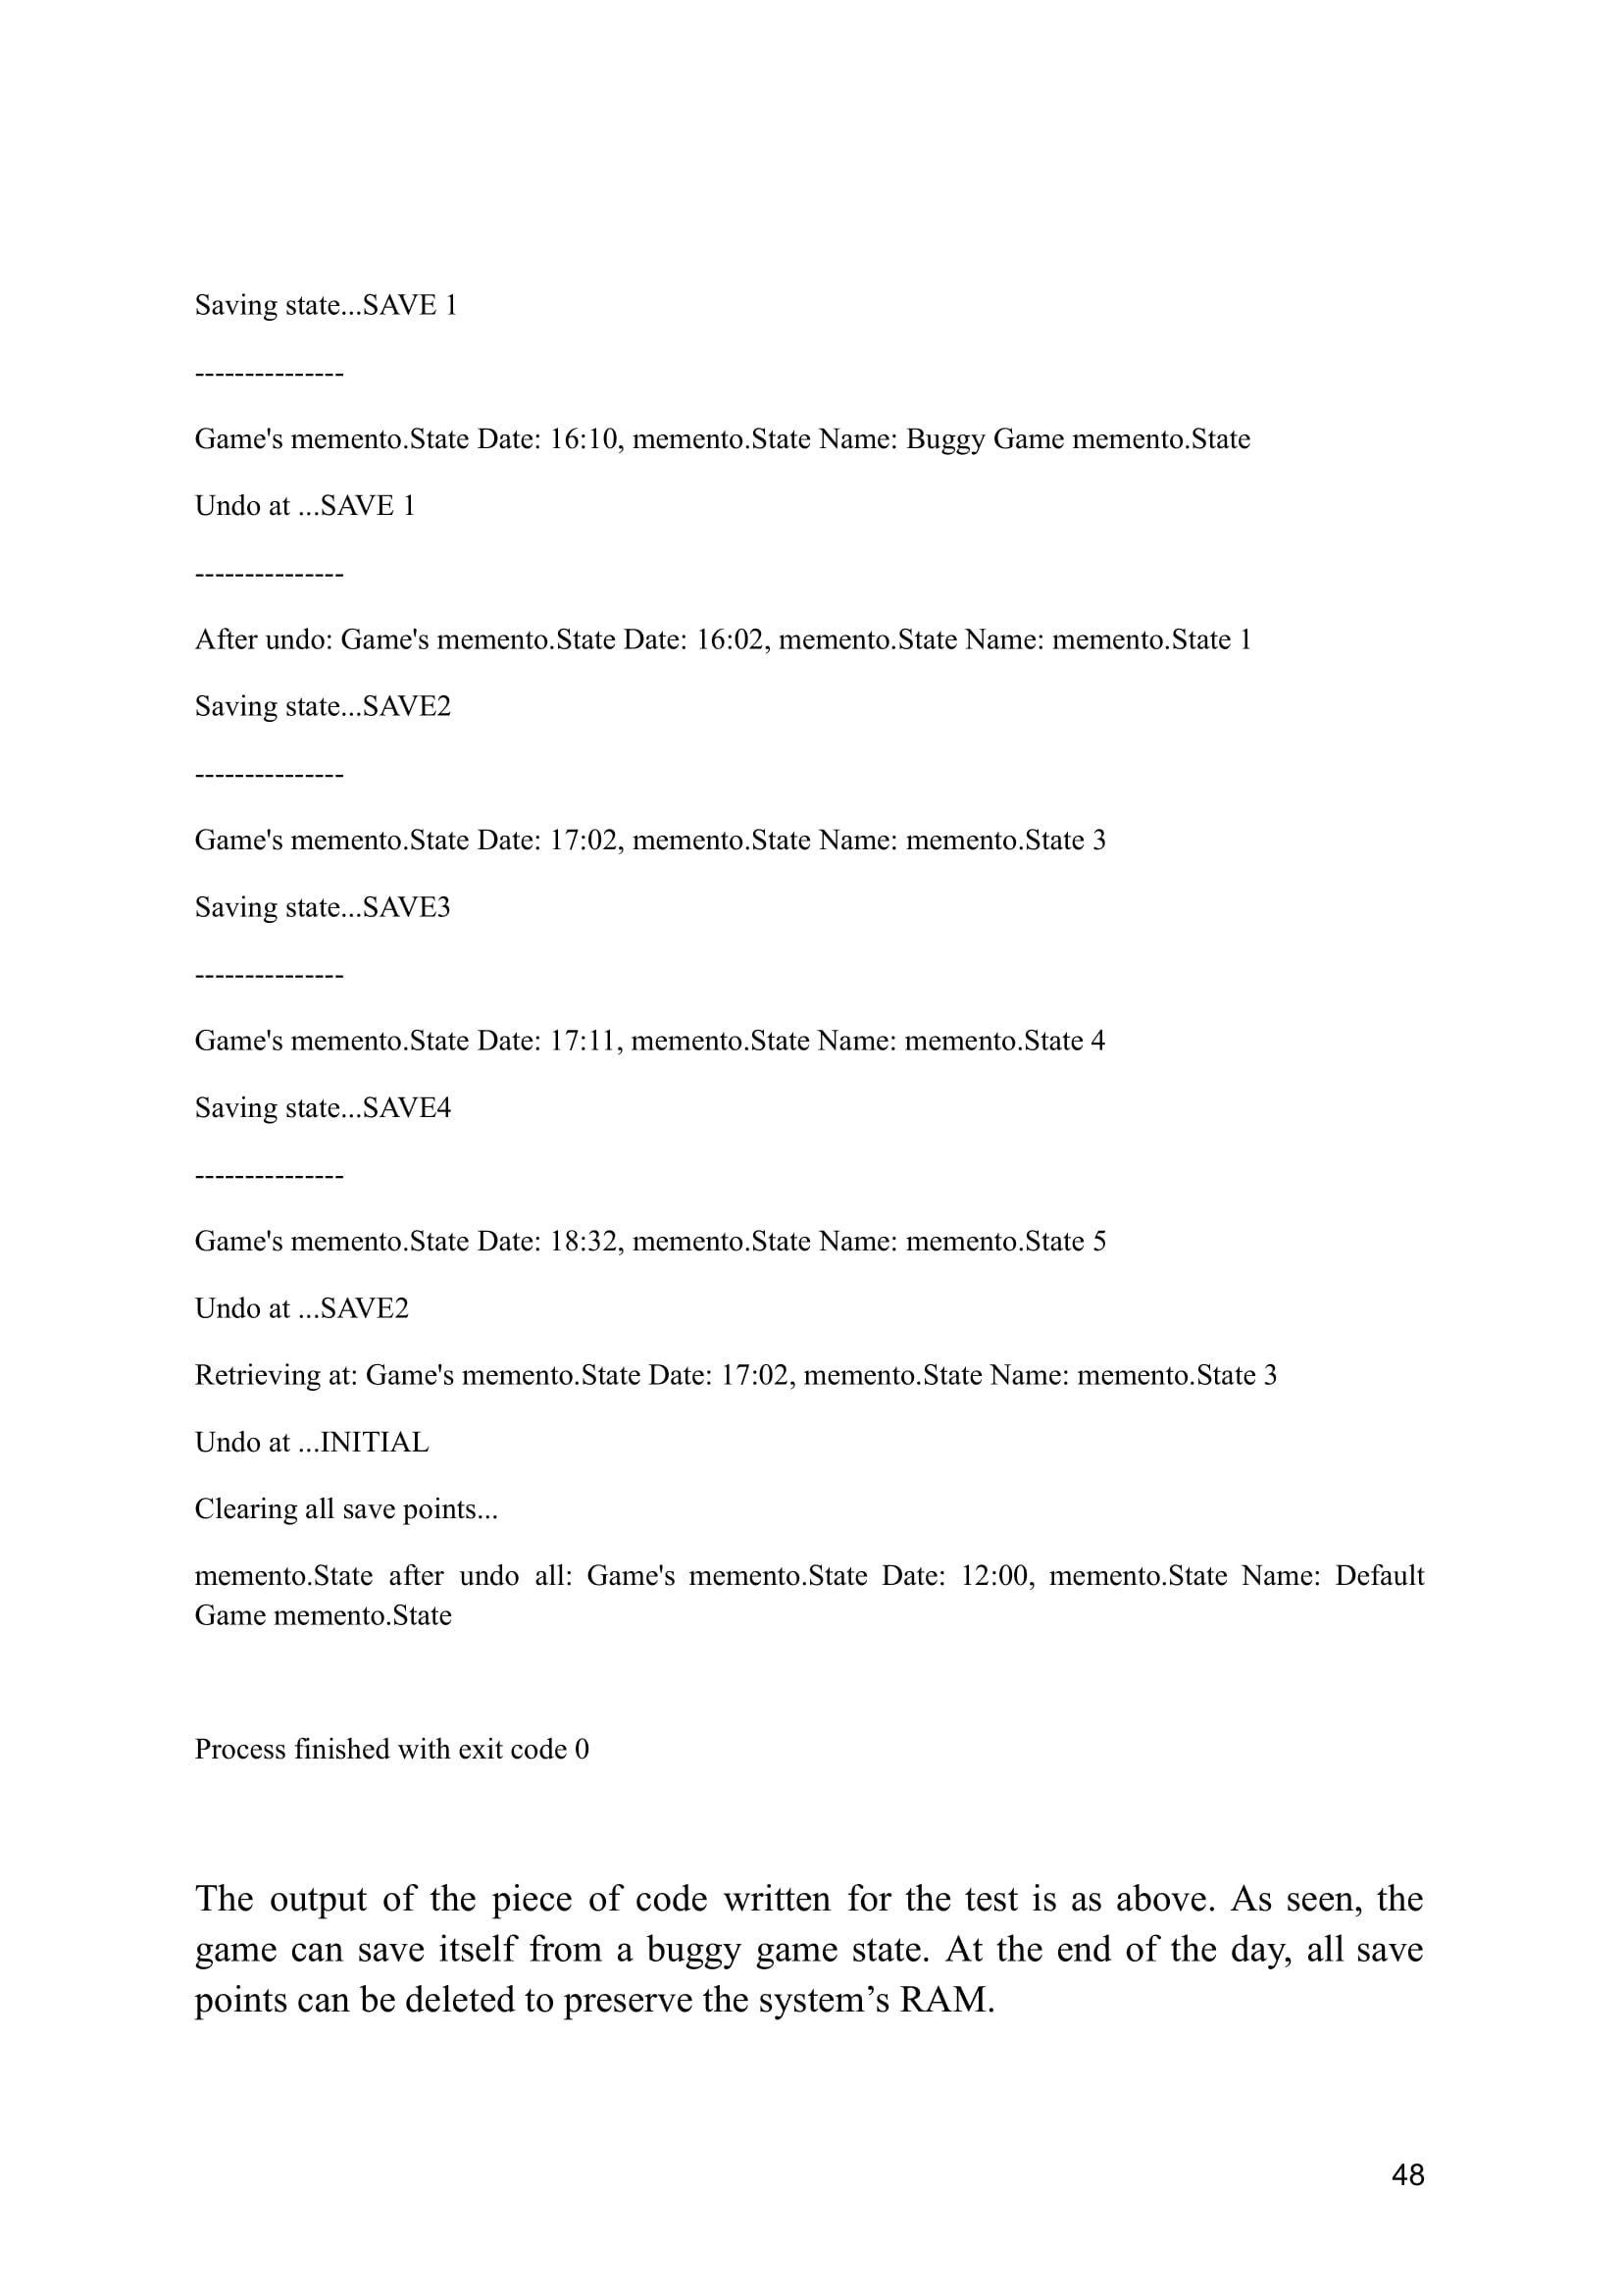 Saving state...SAVE 1
---------------
Game's memento.State Date: 16:10, memento.State Name: Buggy Game memento.State
Undo at ...SAVE 1
---------------
After undo: Game's memento.State Date: 16:02, memento.State Name: memento.State 1
Saving state...SAVE2
---------------
Game's memento.State Date: 17:02, memento.State Name: memento.State 3
Saving state...SAVE3
---------------
Game's memento.State Date: 17:11, memento.State Name: memento.State 4
Saving state...SAVE4
---------------
Game's memento.State Date: 18:32, memento.State Name: memento.State 5
Undo at ...SAVE2
Retrieving at: Game's memento.State Date: 17:02, memento.State Name: memento.State 3
Undo at ...INITIAL
Clearing all save points...
memento.State after undo all: Game's memento.State Date: 12:00, memento.State Name: Default
Game memento.State
Process finished with exit code 0
The output of the piece of code written for the test is as above. As seen, the
game can save itself from a buggy game state. At the end of the day, all save
points can be deleted to preserve the system’s RAM.
48